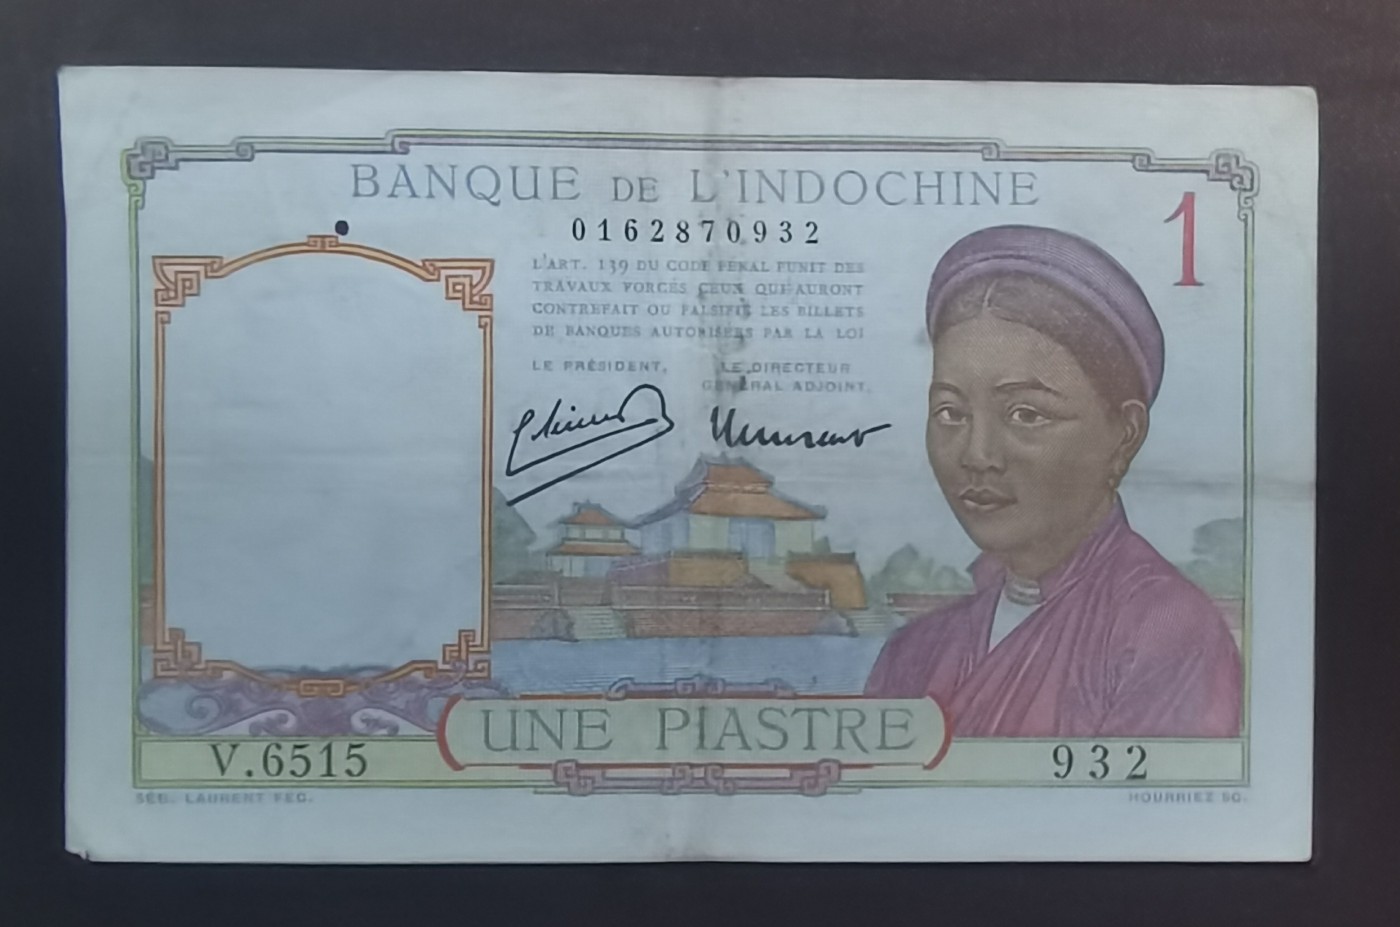 BANQUE DE L'INDOCHINE
1
0162870932
L'ART. 139 DU CODE PENAL PUNIT DES
TRAVAUX FORCÉS CEUX QUI AURONT
CONTREFAIT OU FALSIFIÉ LES BILLETS
DE BANQUES AUTORISÉES PAR LA LOI
LE PRÉSIDENT,
LE DIRECTEUR
GÉNÉRAL ADJOINT,
UNE PIASTRE
V.6515
932
SÉB. LAURENT FEC.
HOURRIEZ SC.